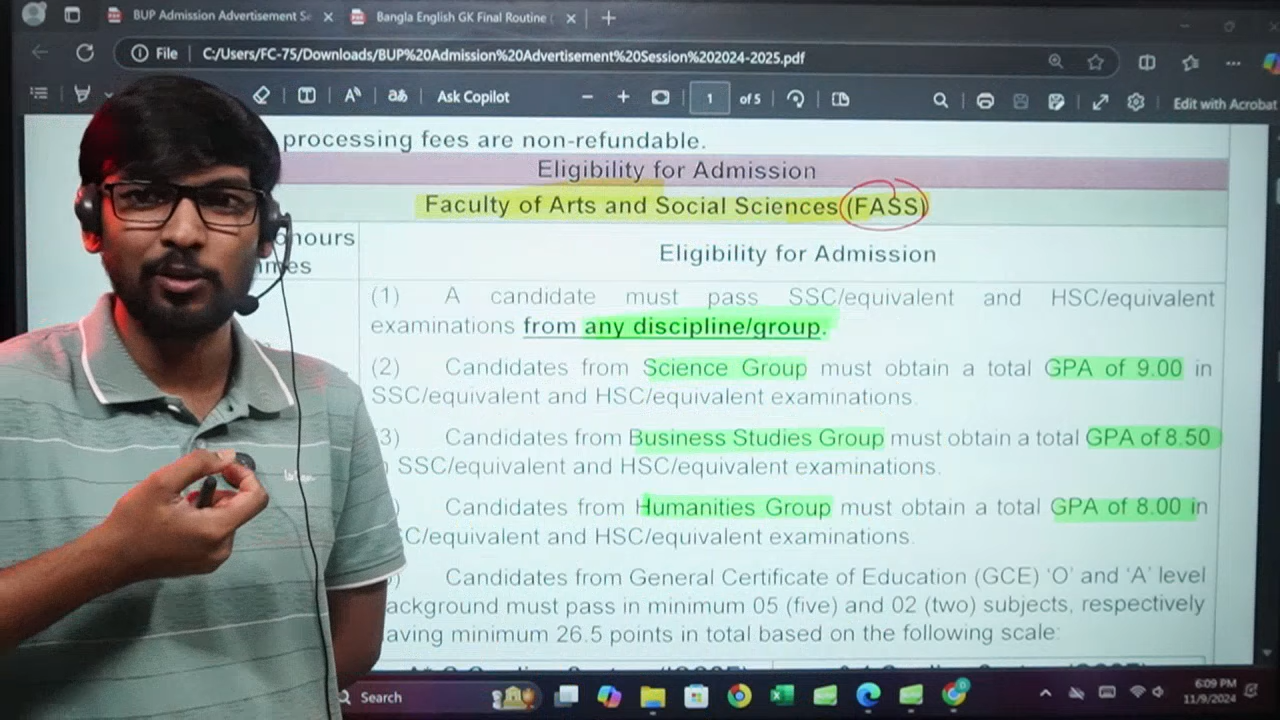 BUP Admission Advertisement Se
Bangla English GK Final Routine (
File
C:/Users/FC-75/Downloads/BUP%20Admission%20Advertisement%20Session%202024-2025.pdf
Ask Copilot
1 of 5
Edit with Acrobat
processing fees are non-refundable.
Eligibility for Admission
Faculty of Arts and Social Sciences (FASS)
Eligibility for Admission
(1) A candidate must pass SSC/equivalent and HSC/equivalent
examinations from any discipline/group.
(2) Candidates from Science Group must obtain a total GPA of 9.00 in
SSC/equivalent and HSC/equivalent examinations.
3) Candidates from Business Studies Group must obtain a total GPA of 8.50
SSC/equivalent and HSC/equivalent examinations.
) Candidates from Humanities Group must obtain a total GPA of 8.00 in
C/equivalent and HSC/equivalent examinations.
) Candidates from General Certificate of Education (GCE) 'O' and 'A' level
ackground must pass in minimum 05 (five) and 02 (two) subjects, respectively
aving minimum 26.5 points in total based on the following scale:
Search
6:09 PM
11/9/2024